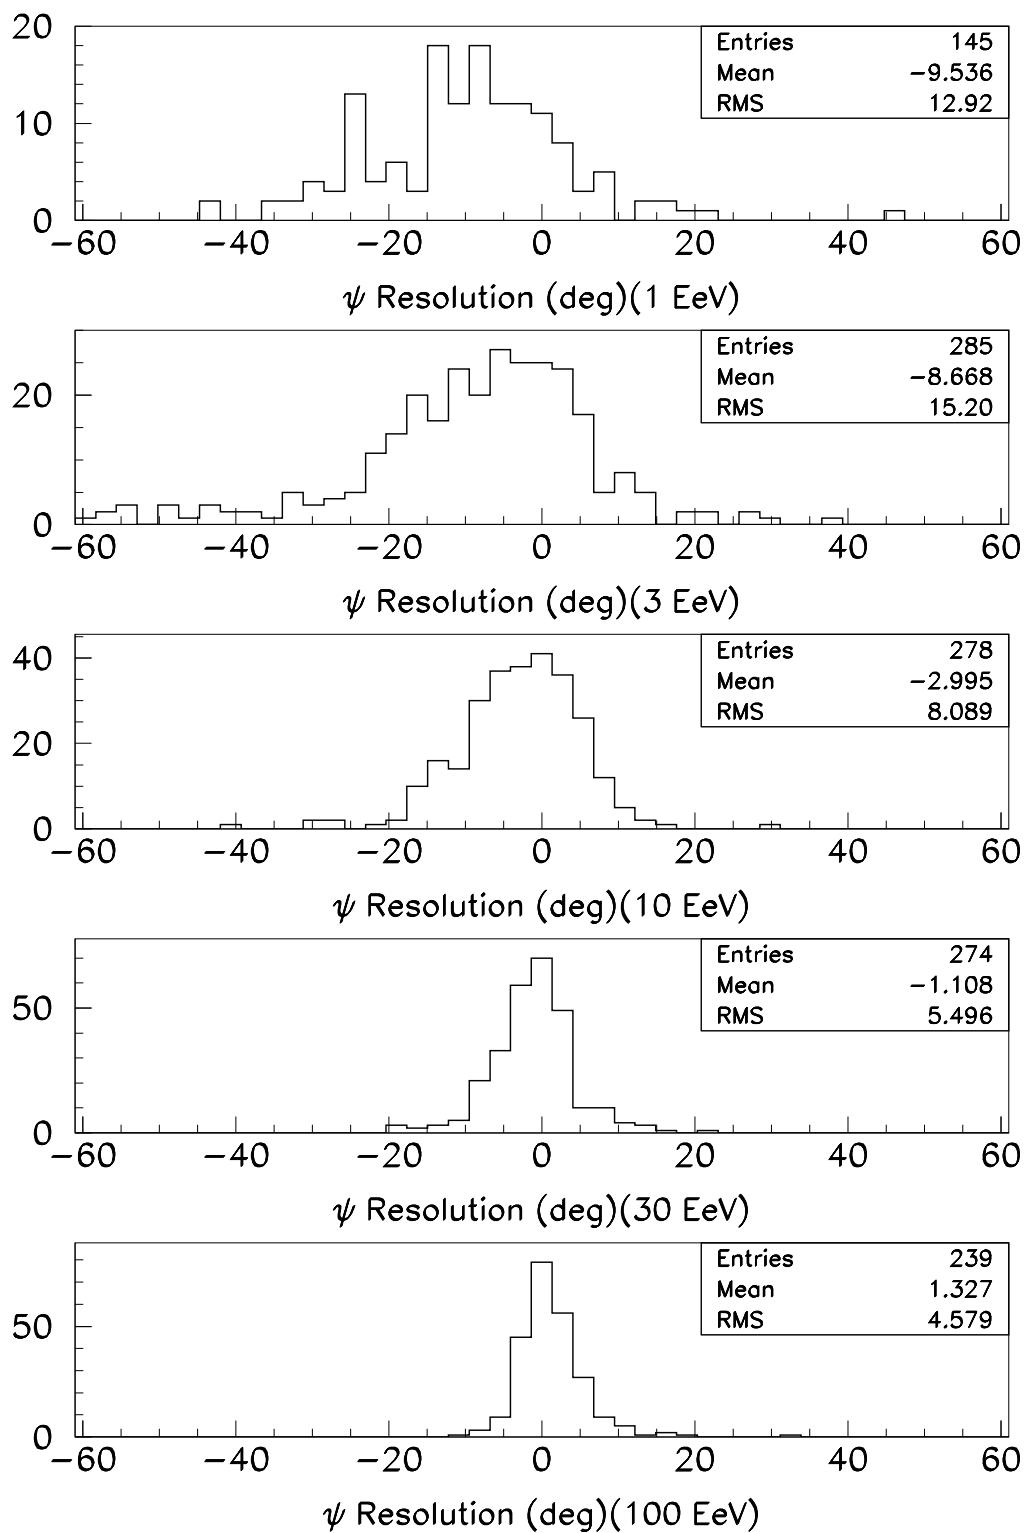 20
10
0
Entries 145
Mean −9.536
RMS 12.92
−60 −40 −20 0 20 40 60
ψ Resolution (deg)(1 EeV)
20
0
Entries 285
Mean −8.668
RMS 15.20
−60 −40 −20 0 20 40 60
ψ Resolution (deg)(3 EeV)
40
20
0
Entries 278
Mean −2.995
RMS 8.089
−60 −40 −20 0 20 40 60
ψ Resolution (deg)(10 EeV)
50
0
Entries 274
Mean −1.108
RMS 5.496
−60 −40 −20 0 20 40 60
ψ Resolution (deg)(30 EeV)
50
0
Entries 239
Mean 1.327
RMS 4.579
−60 −40 −20 0 20 40 60
ψ Resolution (deg)(100 EeV)